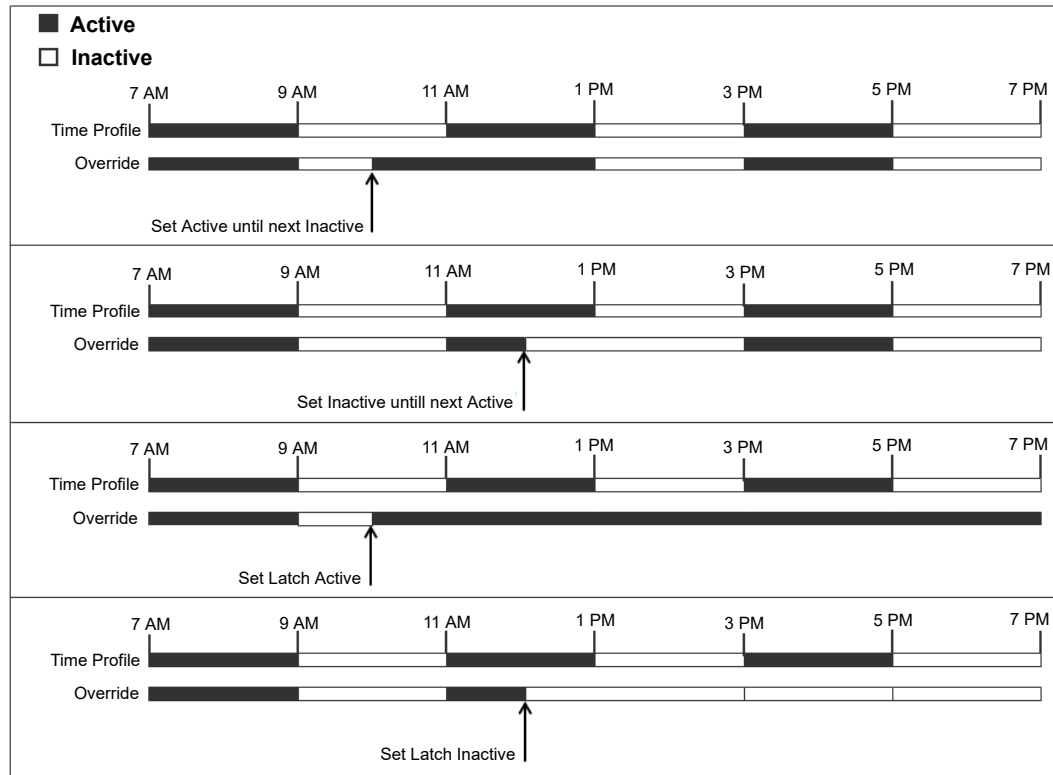 Active
Inactive
7 AM 9 AM 11 AM 1 PM 3 PM 5 PM 7 PM
Time Profile
Override
Set Active until next Inactive
7 AM 9 AM 11 AM 1 PM 3 PM 5 PM 7 PM
Time Profile
Override
Set Inactive untill next Active
7 AM 9 AM 11 AM 1 PM 3 PM 5 PM 7 PM
Time Profile
Override
Set Latch Active
7 AM 9 AM 11 AM 1 PM 3 PM 5 PM 7 PM
Time Profile
Override
Set Latch Inactive